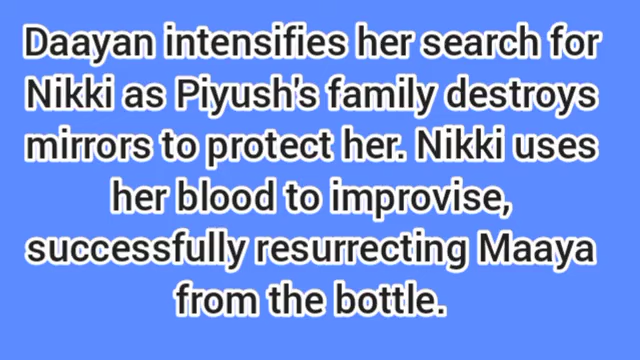 Daayan intensifies her search for
Nikki as Piyush's family destroys
mirrors to protect her. Nikki uses
her blood to improvise,
successfully resurrecting Maaya
from the bottle.